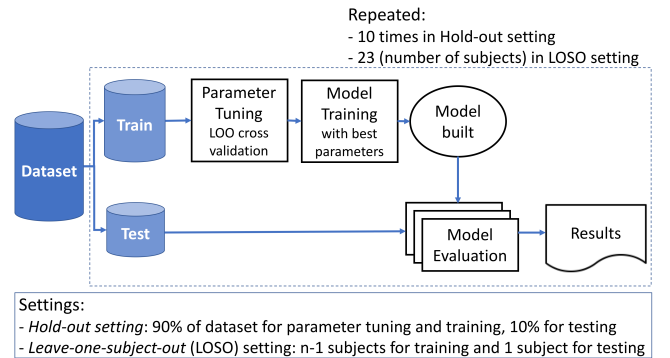 Repeated:
- 10 times in Hold-out setting
- 23 (number of subjects) in LOSO setting
Dataset
Train
Parameter
Tuning
LOO cross
validation
Model
Training
with best
parameters
Model
built
Test
Model
Evaluation
Results
Settings:
- Hold-out setting: 90% of dataset for parameter tuning and training, 10% for testing
- Leave-one-subject-out (LOSO) setting: n-1 subjects for training and 1 subject for testing